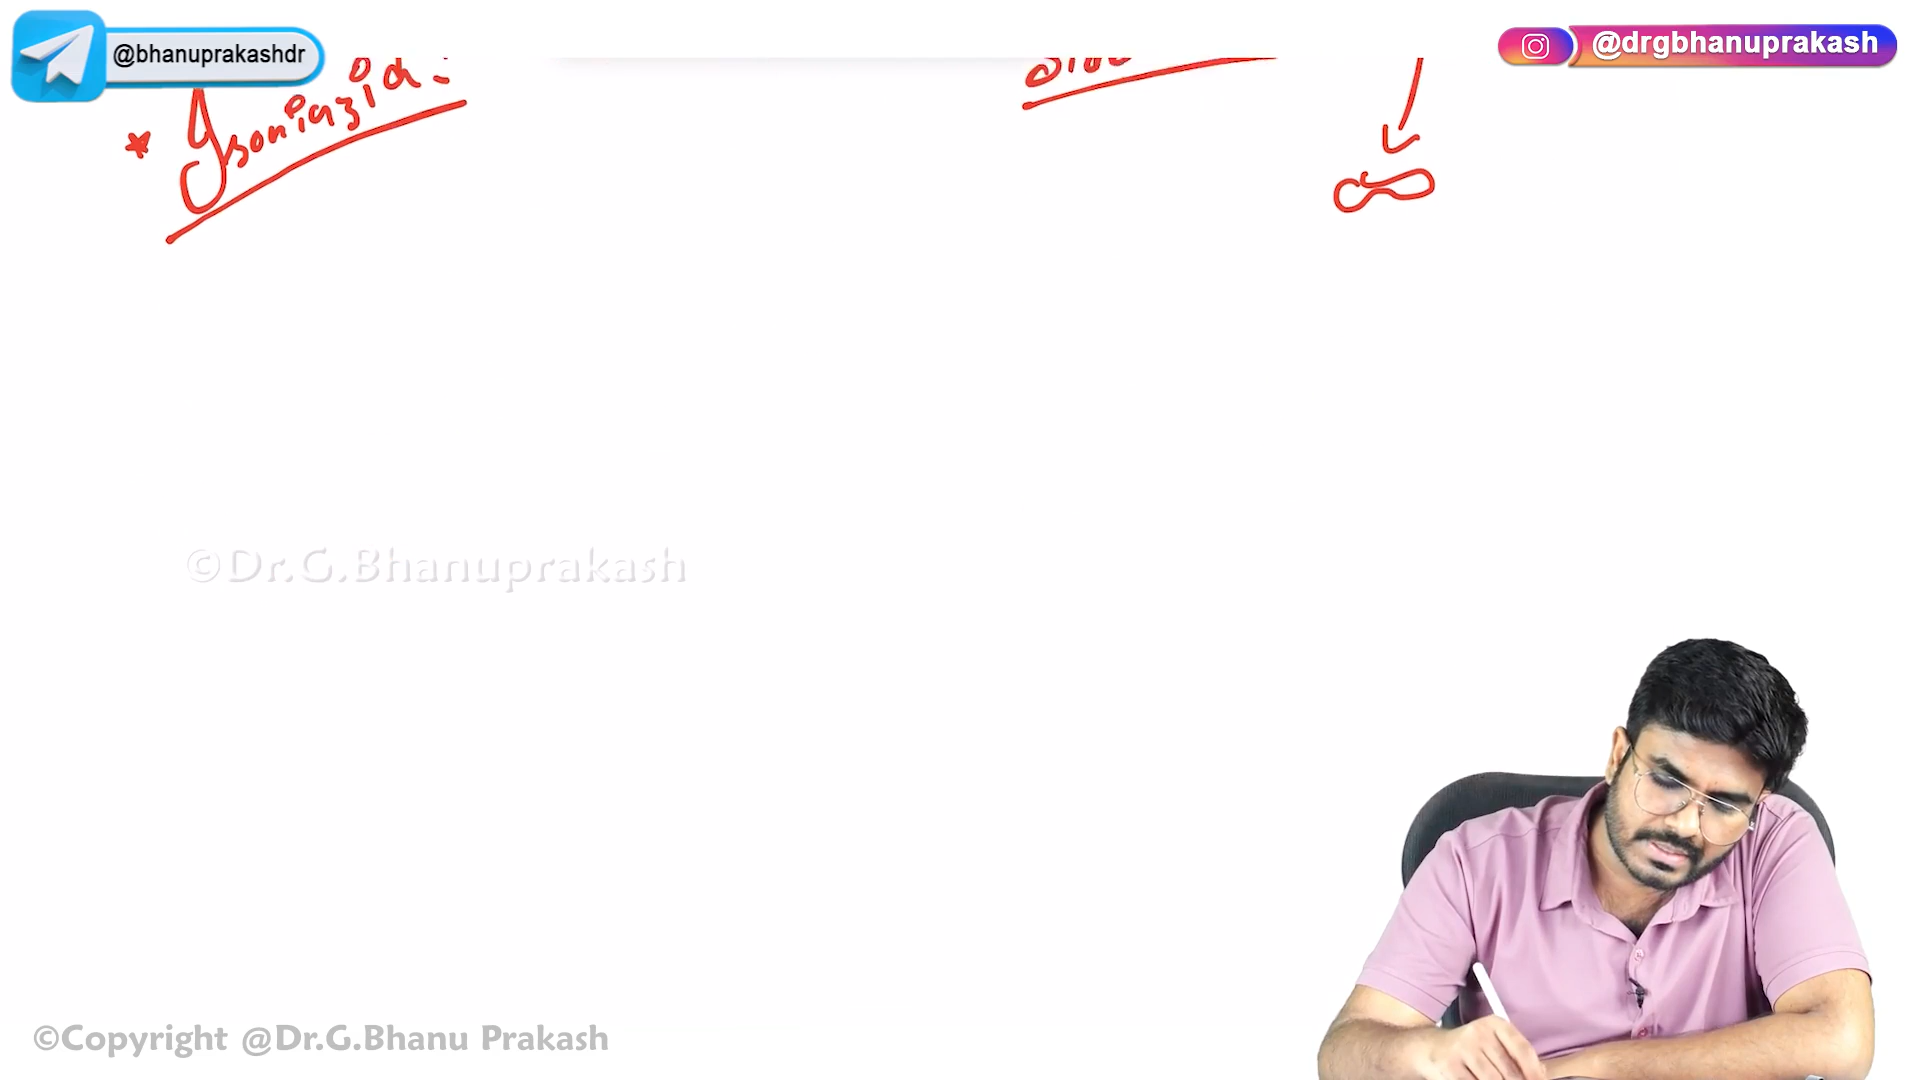 @bhanuprakashdr
@drgbhanuprakash
* Isoniazid:
©Dr.G.Bhanuprakash
©Copyright @Dr.G.Bhanu Prakash